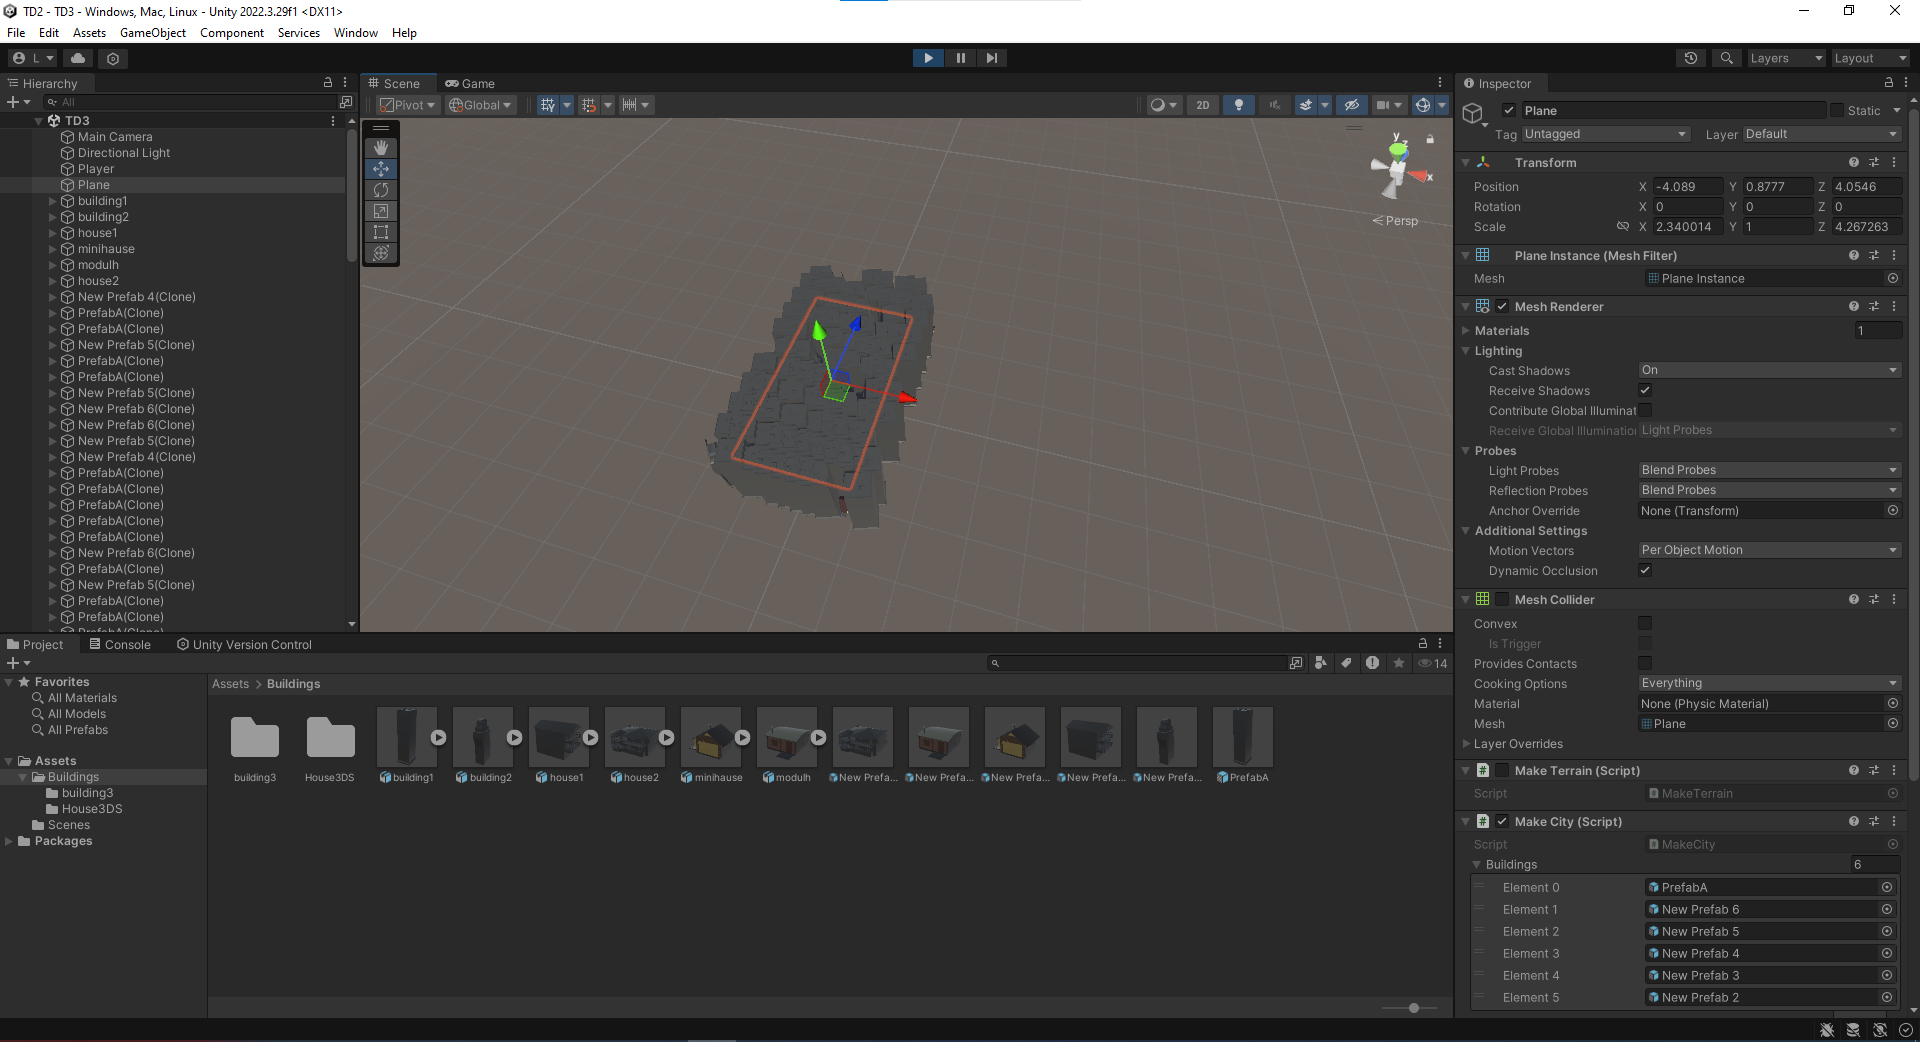 TD2 - TD3 - Windows, Mac, Linux - Unity 2022.3.29f1 <DX11>
File Edit Assets GameObject Component Services Window Help
L
Layers Layout
Hierarchy
All
TD3
Main Camera
Directional Light
Player
Plane
building1
building2
house1
minihause
modulh
house2
New Prefab 4(Clone)
PrefabA(Clone)
PrefabA(Clone)
New Prefab 5(Clone)
PrefabA(Clone)
PrefabA(Clone)
New Prefab 5(Clone)
New Prefab 6(Clone)
New Prefab 6(Clone)
New Prefab 5(Clone)
New Prefab 4(Clone)
PrefabA(Clone)
PrefabA(Clone)
PrefabA(Clone)
PrefabA(Clone)
PrefabA(Clone)
New Prefab 6(Clone)
PrefabA(Clone)
New Prefab 5(Clone)
PrefabA(Clone)
PrefabA(Clone)
PrefabA(Clone)
Scene Game
Pivot Global 2D
y
z
x
Persp
Inspector
Plane Static
Tag Untagged Layer Default
Transform
Position X -4.089 Y 0.8777 Z 4.0546
Rotation X 0 Y 0 Z 0
Scale X 2.340014 Y 1 Z 4.267263
Plane Instance (Mesh Filter)
Mesh Plane Instance
Mesh Renderer
Materials 1
Lighting
Cast Shadows On
Receive Shadows
Contribute Global Illuminat
Receive Global Illumination Light Probes
Probes
Light Probes Blend Probes
Reflection Probes Blend Probes
Anchor Override None (Transform)
Additional Settings
Motion Vectors Per Object Motion
Dynamic Occlusion
Mesh Collider
Convex
Is Trigger
Provides Contacts
Cooking Options Everything
Material None (Physic Material)
Mesh Plane
Layer Overrides
Make Terrain (Script)
Script MakeTerrain
Make City (Script)
Script MakeCity
Buildings 6
Element 0 PrefabA
Element 1 New Prefab 6
Element 2 New Prefab 5
Element 3 New Prefab 4
Element 4 New Prefab 3
Element 5 New Prefab 2
Project Console Unity Version Control
14
Favorites
All Materials
All Models
All Prefabs
Assets
Buildings
building3
House3DS
Scenes
Packages
Assets > Buildings
building3 House3DS building1 building2 house1 house2 minihause modulh New Prefa... New Prefa... New Prefa... New Prefa... New Prefa... PrefabA